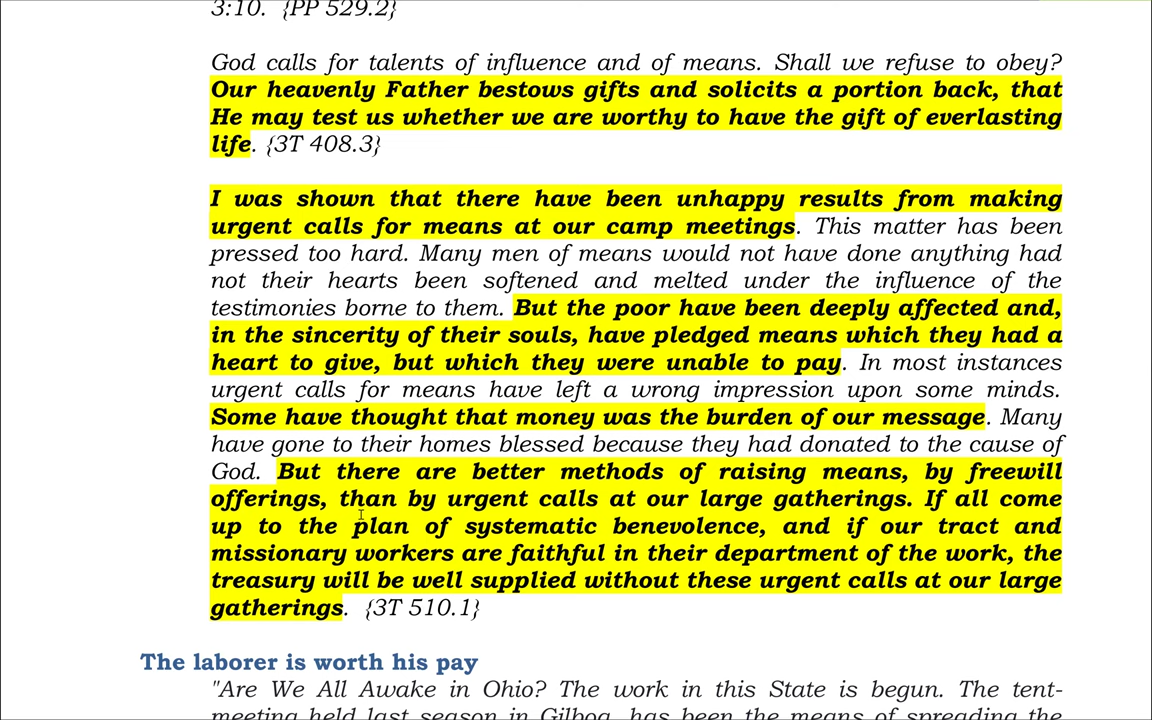 3:10. {PP 529.2}
God calls for talents of influence and of means. Shall we refuse to obey?
Our heavenly Father bestows gifts and solicits a portion back, that
He may test us whether we are worthy to have the gift of everlasting
life. {3T 408.3}
I was shown that there have been unhappy results from making
urgent calls for means at our camp meetings. This matter has been
pressed too hard. Many men of means would not have done anything had
not their hearts been softened and melted under the influence of the
testimonies borne to them. But the poor have been deeply affected and,
in the sincerity of their souls, have pledged means which they had a
heart to give, but which they were unable to pay. In most instances
urgent calls for means have left a wrong impression upon some minds.
Some have thought that money was the burden of our message. Many
have gone to their homes blessed because they had donated to the cause of
God. But there are better methods of raising means, by freewill
offerings, than by urgent calls at our large gatherings. If all come
up to the plan of systematic benevolence, and if our tract and
missionary workers are faithful in their department of the work, the
treasury will be well supplied without these urgent calls at our large
gatherings. {3T 510.1}
The laborer is worth his pay
"Are We All Awake in Ohio? The work in this State is begun. The tent-
meeting held last season in Gilboa, has been the means of spreading the